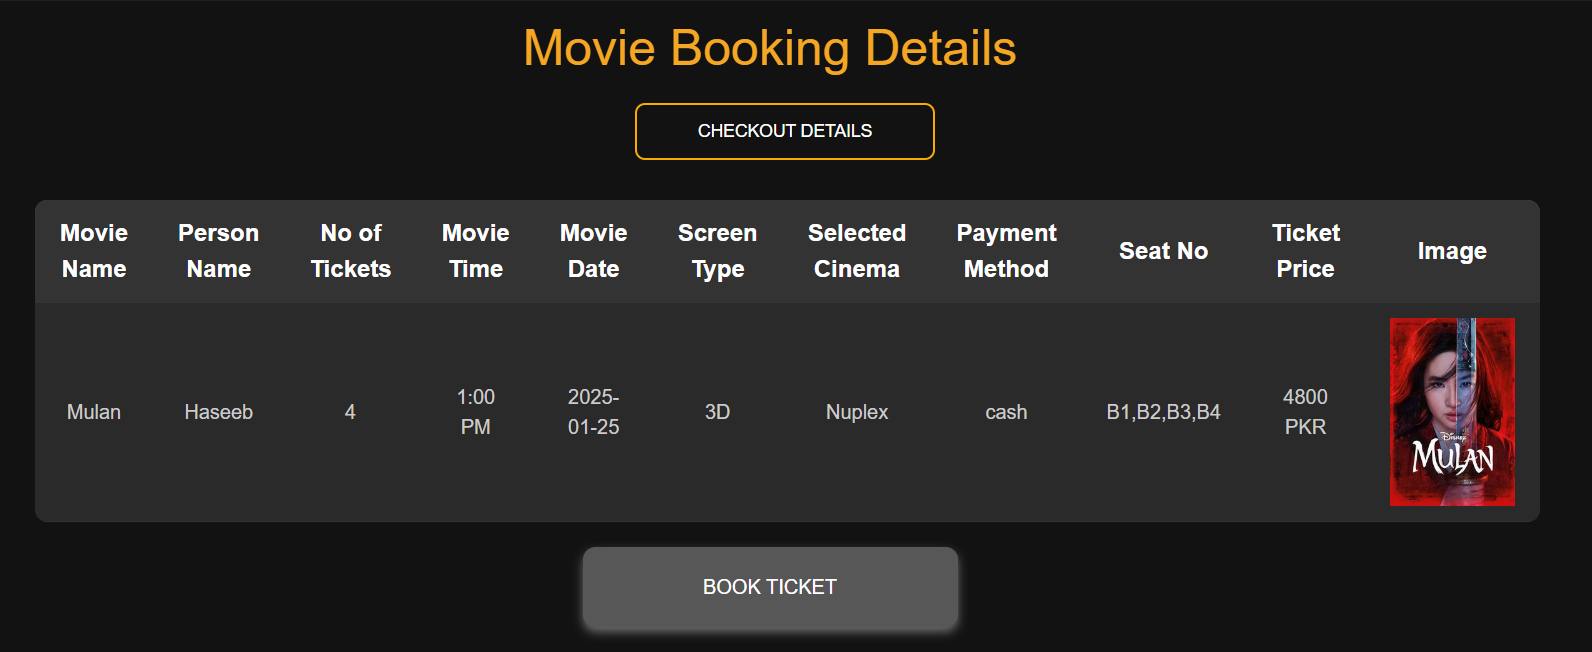 Movie Booking Details
CHECKOUT DETAILS
Movie Name
Person Name
No of Tickets
Movie Time
Movie Date
Screen Type
Selected Cinema
Payment Method
Seat No
Ticket Price
Image
Mulan
Haseeb
4
1:00 PM
2025-01-25
3D
Nuplex
cash
B1,B2,B3,B4
4800 PKR
Disney
MULAN
BOOK TICKET